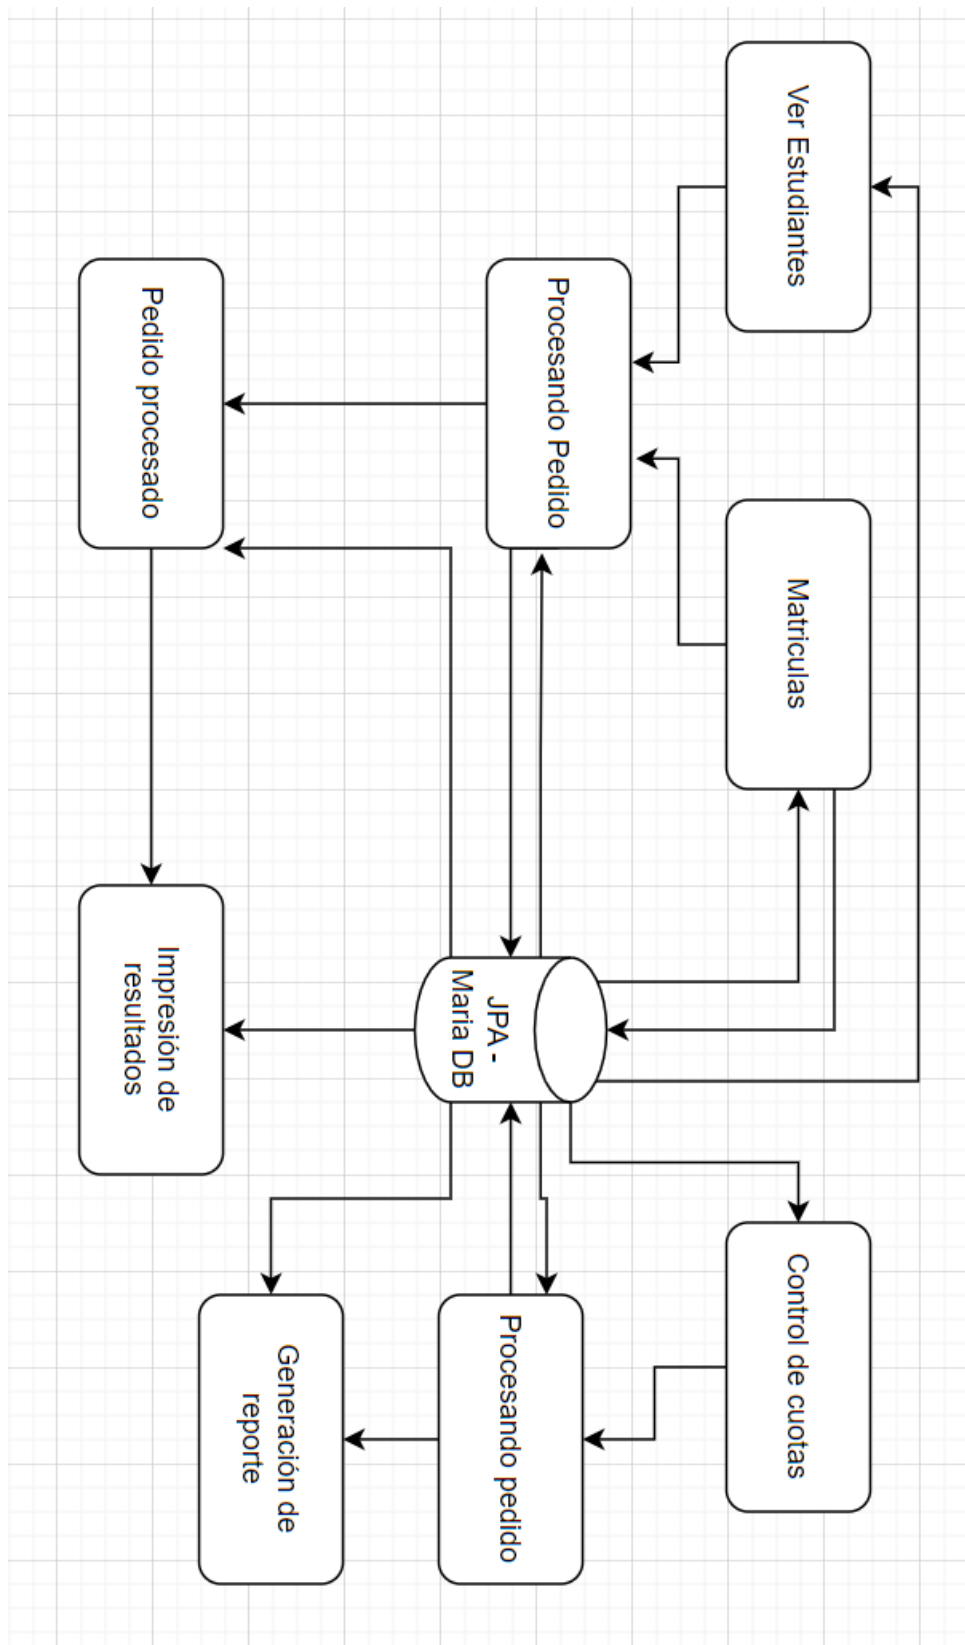 Ver Estudiantes
Matriculas
Control de cuotas
Procesando Pedido
JPA -
Maria DB
Procesando pedido
Pedido procesado
Impresión de
resultados
Generación de
reporte